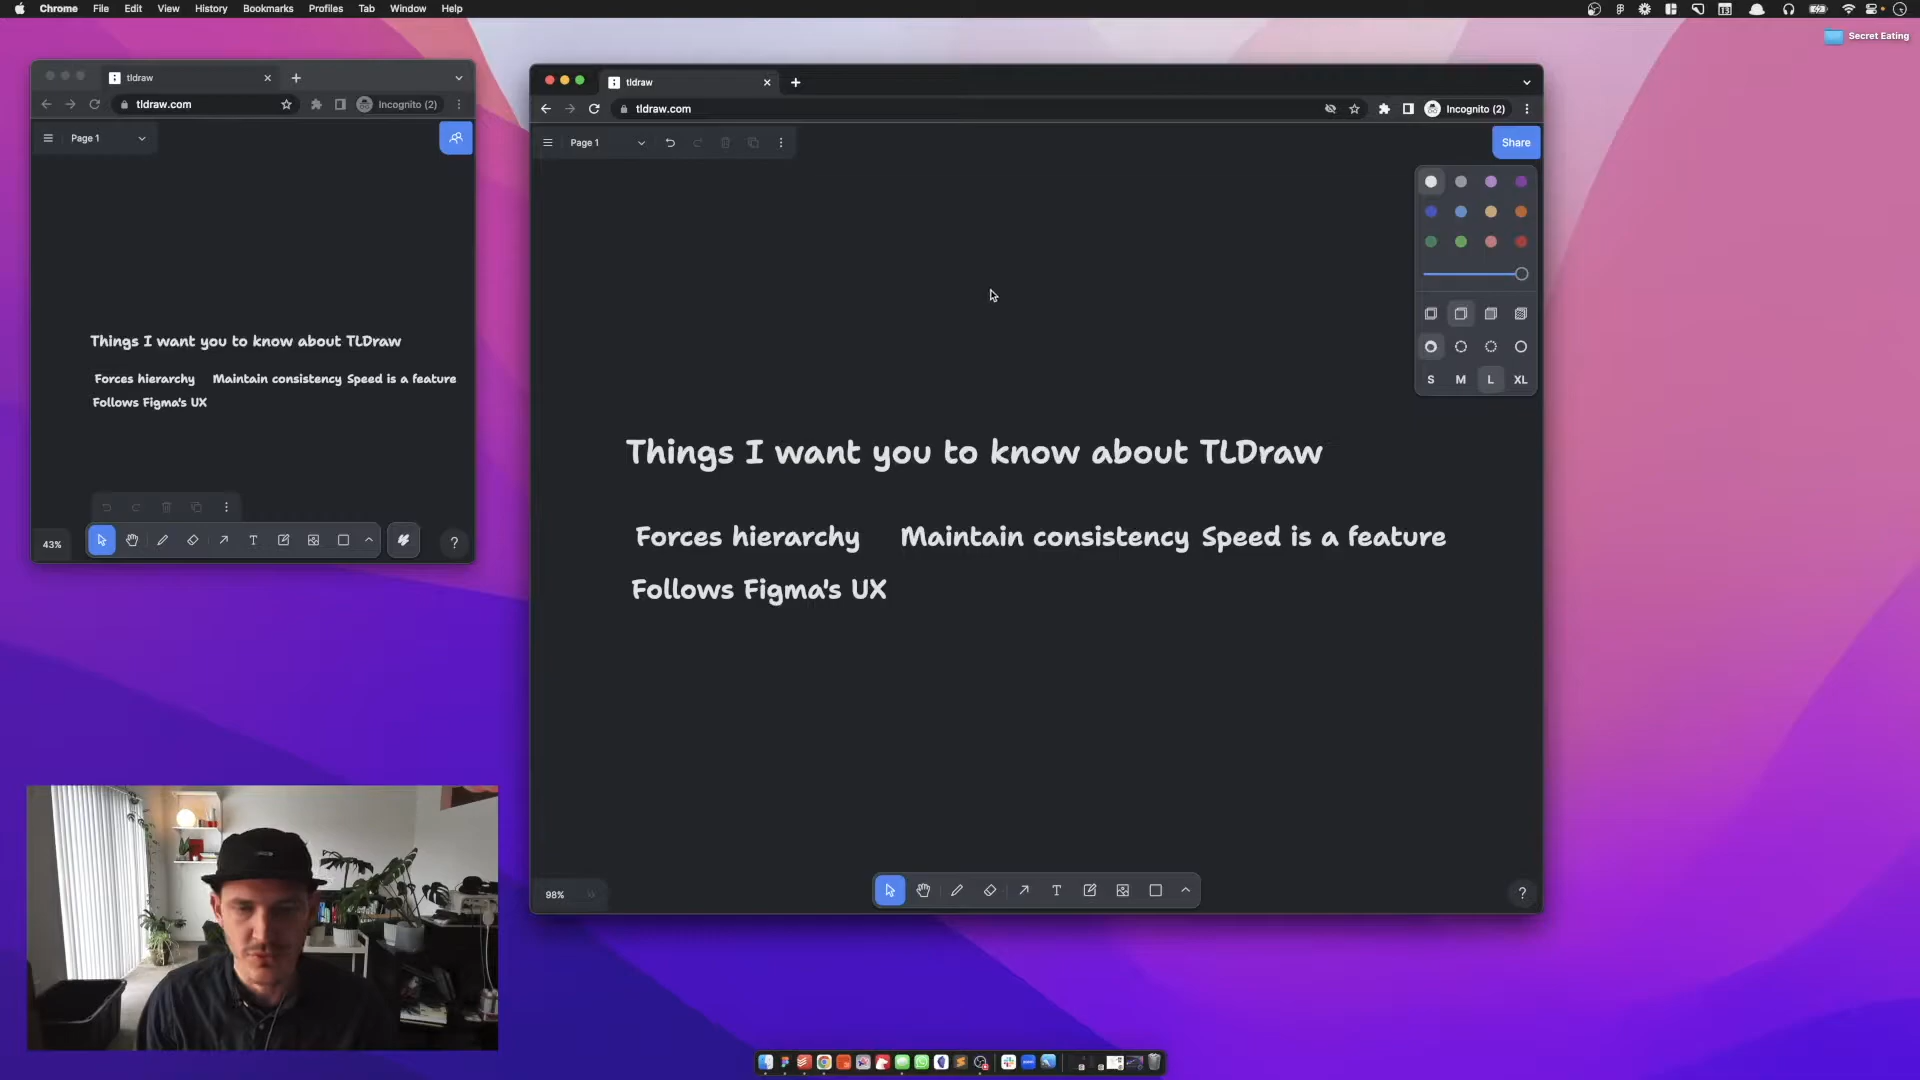 Chrome File Edit View History Bookmarks Profiles Tab Window Help
Secret Eating
tldraw
tldraw.com
Incognito (2)
Page 1
Things I want you to know about TLDraw
Forces hierarchy Maintain consistency Speed is a feature
Follows Figma's UX
43%
T
?
tldraw
tldraw.com
Incognito (2)
Page 1
Share
S M L XL
Things I want you to know about TLDraw
Forces hierarchy Maintain consistency Speed is a feature
Follows Figma's UX
98%
T
?